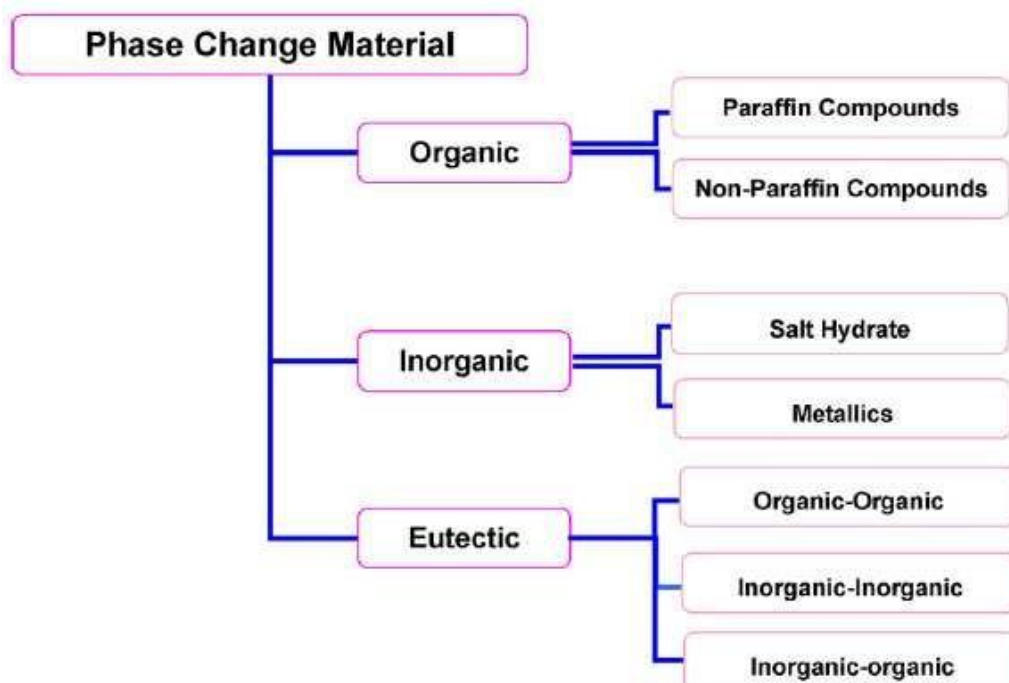 Phase Change Material
Organic
Paraffin Compounds
Non-Paraffin Compounds
Inorganic
Salt Hydrate
Metallics
Eutectic
Organic-Organic
Inorganic-Inorganic
Inorganic-organic